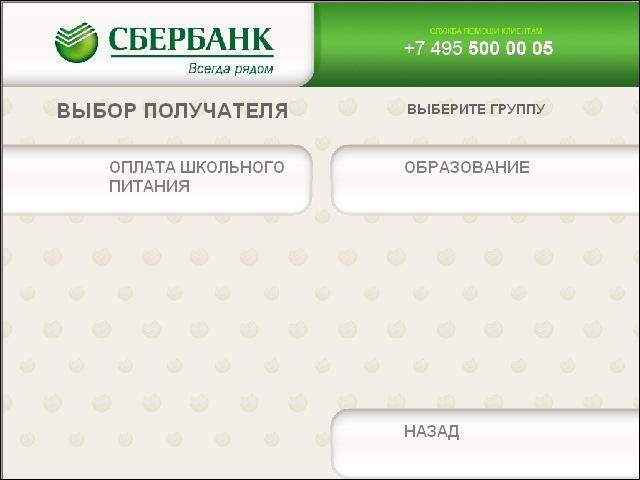 СБЕРБАНК
Всегда рядом
СЛУЖБА ПОМОЩИ КЛИЕНТАМ
+7 495 500 00 05
ВЫБОР ПОЛУЧАТЕЛЯ
ВЫБЕРИТЕ ГРУППУ
ОПЛАТА ШКОЛЬНОГО
ПИТАНИЯ
ОБРАЗОВАНИЕ
НАЗАД